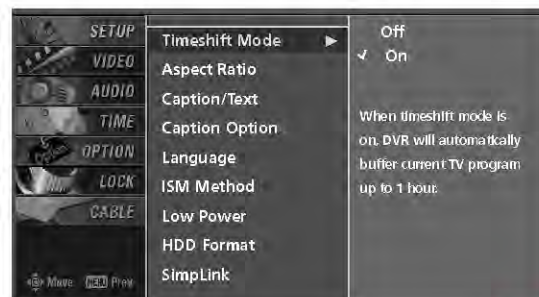 SETUP
VIDEO
AUDIO
TIME
OPTION
LOCK
CABLE
Move MENU Prev
Timeshift Mode ►
Aspect Ratio
Caption/Text
Caption Option
Language
ISM Method
Low Power
HDD Format
SimpLink
Off
✓ On
When timeshift mode is
on, DVR will automatically
buffer current TV program
up to 1 hour.